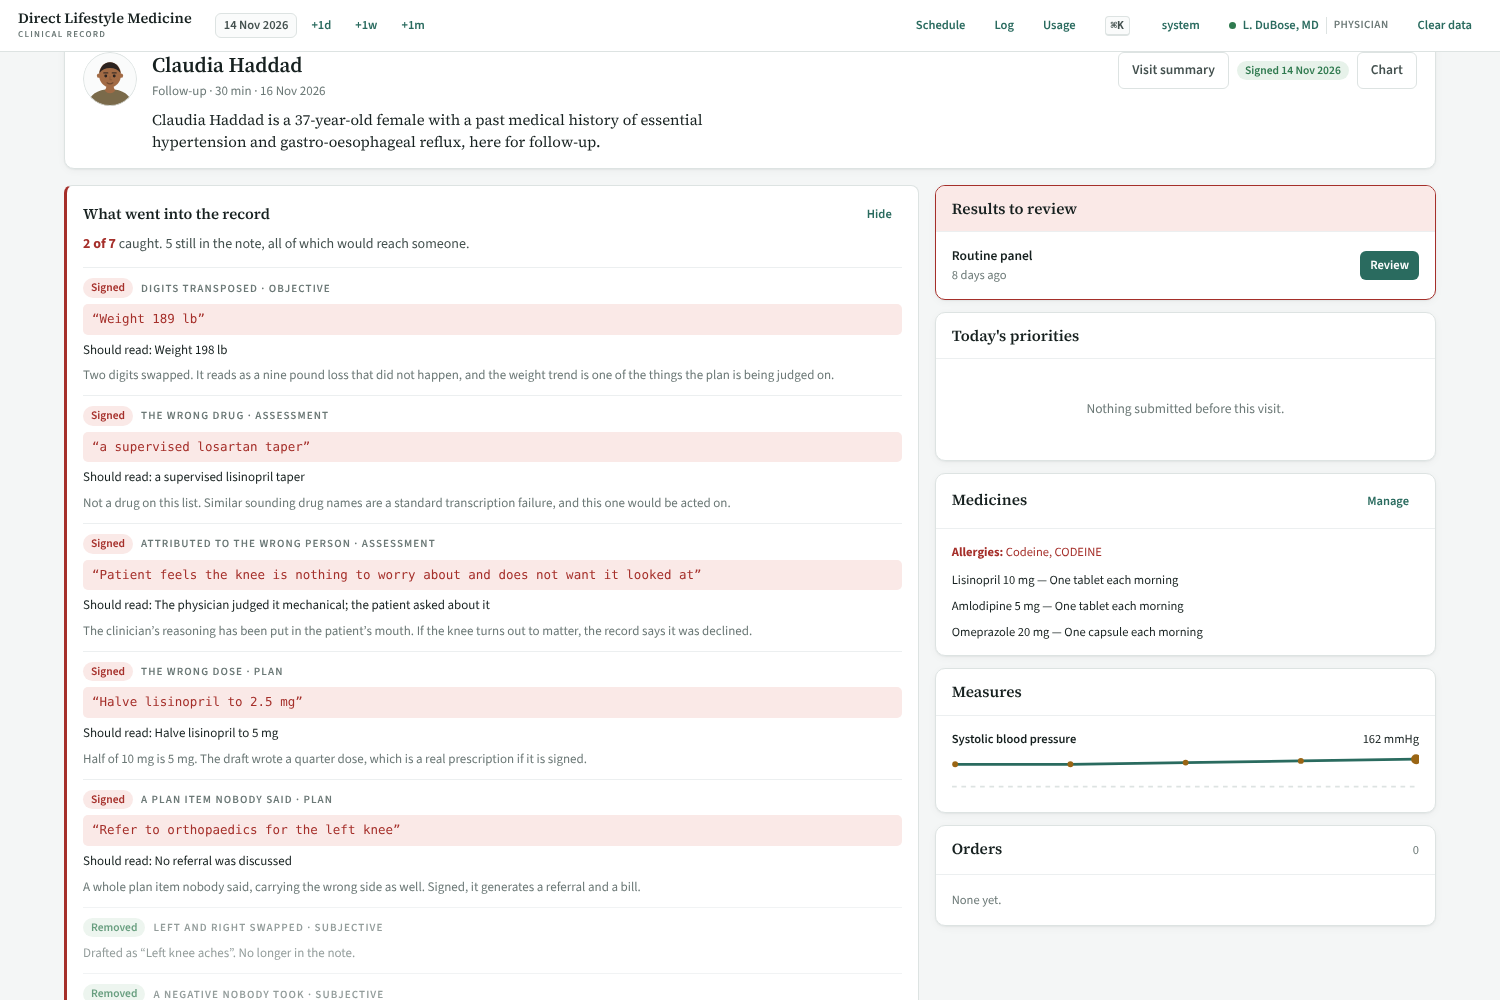 Direct Lifestyle Medicine
CLINICAL RECORD
14 Nov 2026
+1d
+1w
+1m
Schedule
Log
Usage
⌘K
system
L. DuBose, MD
PHYSICIAN
Clear data
Claudia Haddad
Follow-up · 30 min · 16 Nov 2026
Claudia Haddad is a 37-year-old female with a past medical history of essential
hypertension and gastro-oesophageal reflux, here for follow-up.
Visit summary
Signed 14 Nov 2026
Chart
What went into the record
Hide
2 of 7 caught. 5 still in the note, all of which would reach someone.
Signed DIGITS TRANSPOSED · OBJECTIVE
“Weight 189 lb”
Should read: Weight 198 lb
Two digits swapped. It reads as a nine pound loss that did not happen, and the weight trend is one of the things the plan is being judged on.
Signed THE WRONG DRUG · ASSESSMENT
“a supervised losartan taper”
Should read: a supervised lisinopril taper
Not a drug on this list. Similar sounding drug names are a standard transcription failure, and this one would be acted on.
Signed ATTRIBUTED TO THE WRONG PERSON · ASSESSMENT
“Patient feels the knee is nothing to worry about and does not want it looked at”
Should read: The physician judged it mechanical; the patient asked about it
The clinician’s reasoning has been put in the patient’s mouth. If the knee turns out to matter, the record says it was declined.
Signed THE WRONG DOSE · PLAN
“Halve lisinopril to 2.5 mg”
Should read: Halve lisinopril to 5 mg
Half of 10 mg is 5 mg. The draft wrote a quarter dose, which is a real prescription if it is signed.
Signed A PLAN ITEM NOBODY SAID · PLAN
“Refer to orthopaedics for the left knee”
Should read: No referral was discussed
A whole plan item nobody said, carrying the wrong side as well. Signed, it generates a referral and a bill.
Removed LEFT AND RIGHT SWAPPED · SUBJECTIVE
Drafted as “Left knee aches”. No longer in the note.
Removed A NEGATIVE NOBODY TOOK · SUBJECTIVE
Results to review
Routine panel
8 days ago
Review
Today's priorities
Nothing submitted before this visit.
Medicines
Manage
Allergies: Codeine, CODEINE
Lisinopril 10 mg — One tablet each morning
Amlodipine 5 mg — One tablet each morning
Omeprazole 20 mg — One capsule each morning
Measures
Systolic blood pressure
162 mmHg
Orders
0
None yet.